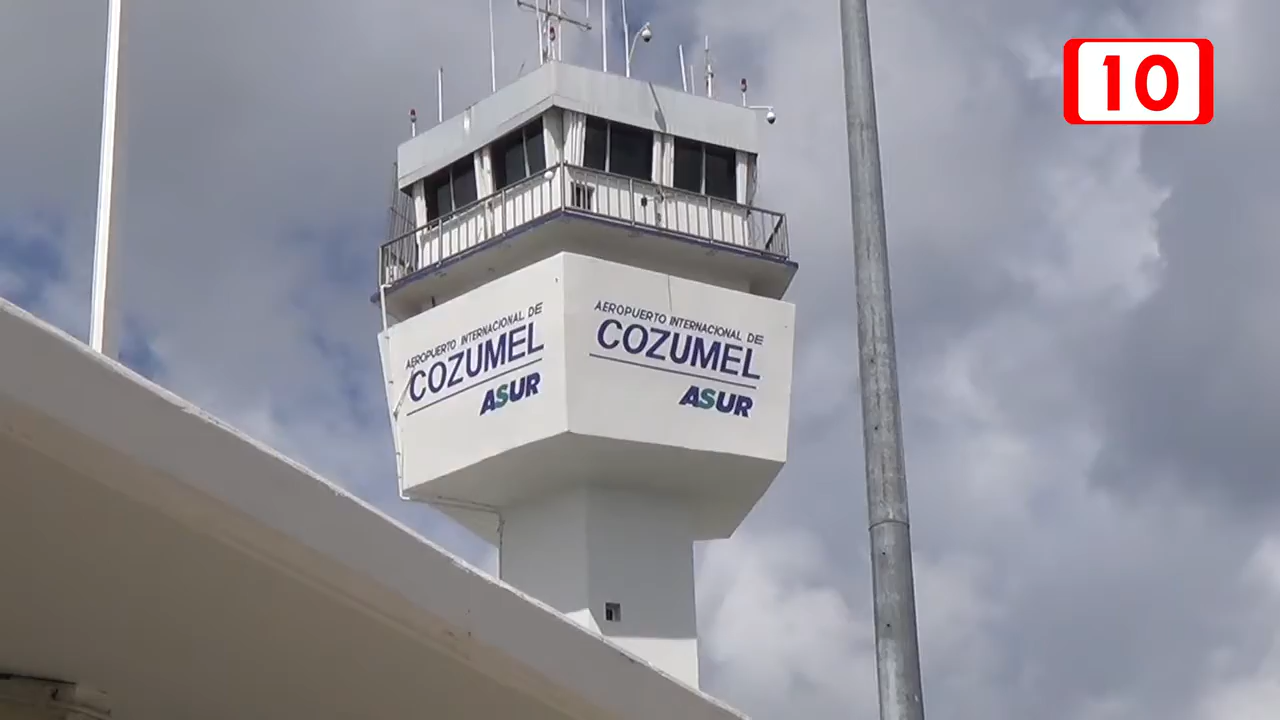 10
AEROPUERTO INTERNACIONAL DE
COZUMEL
ASUR
AEROPUERTO INTERNACIONAL DE
COZUMEL
ASUR